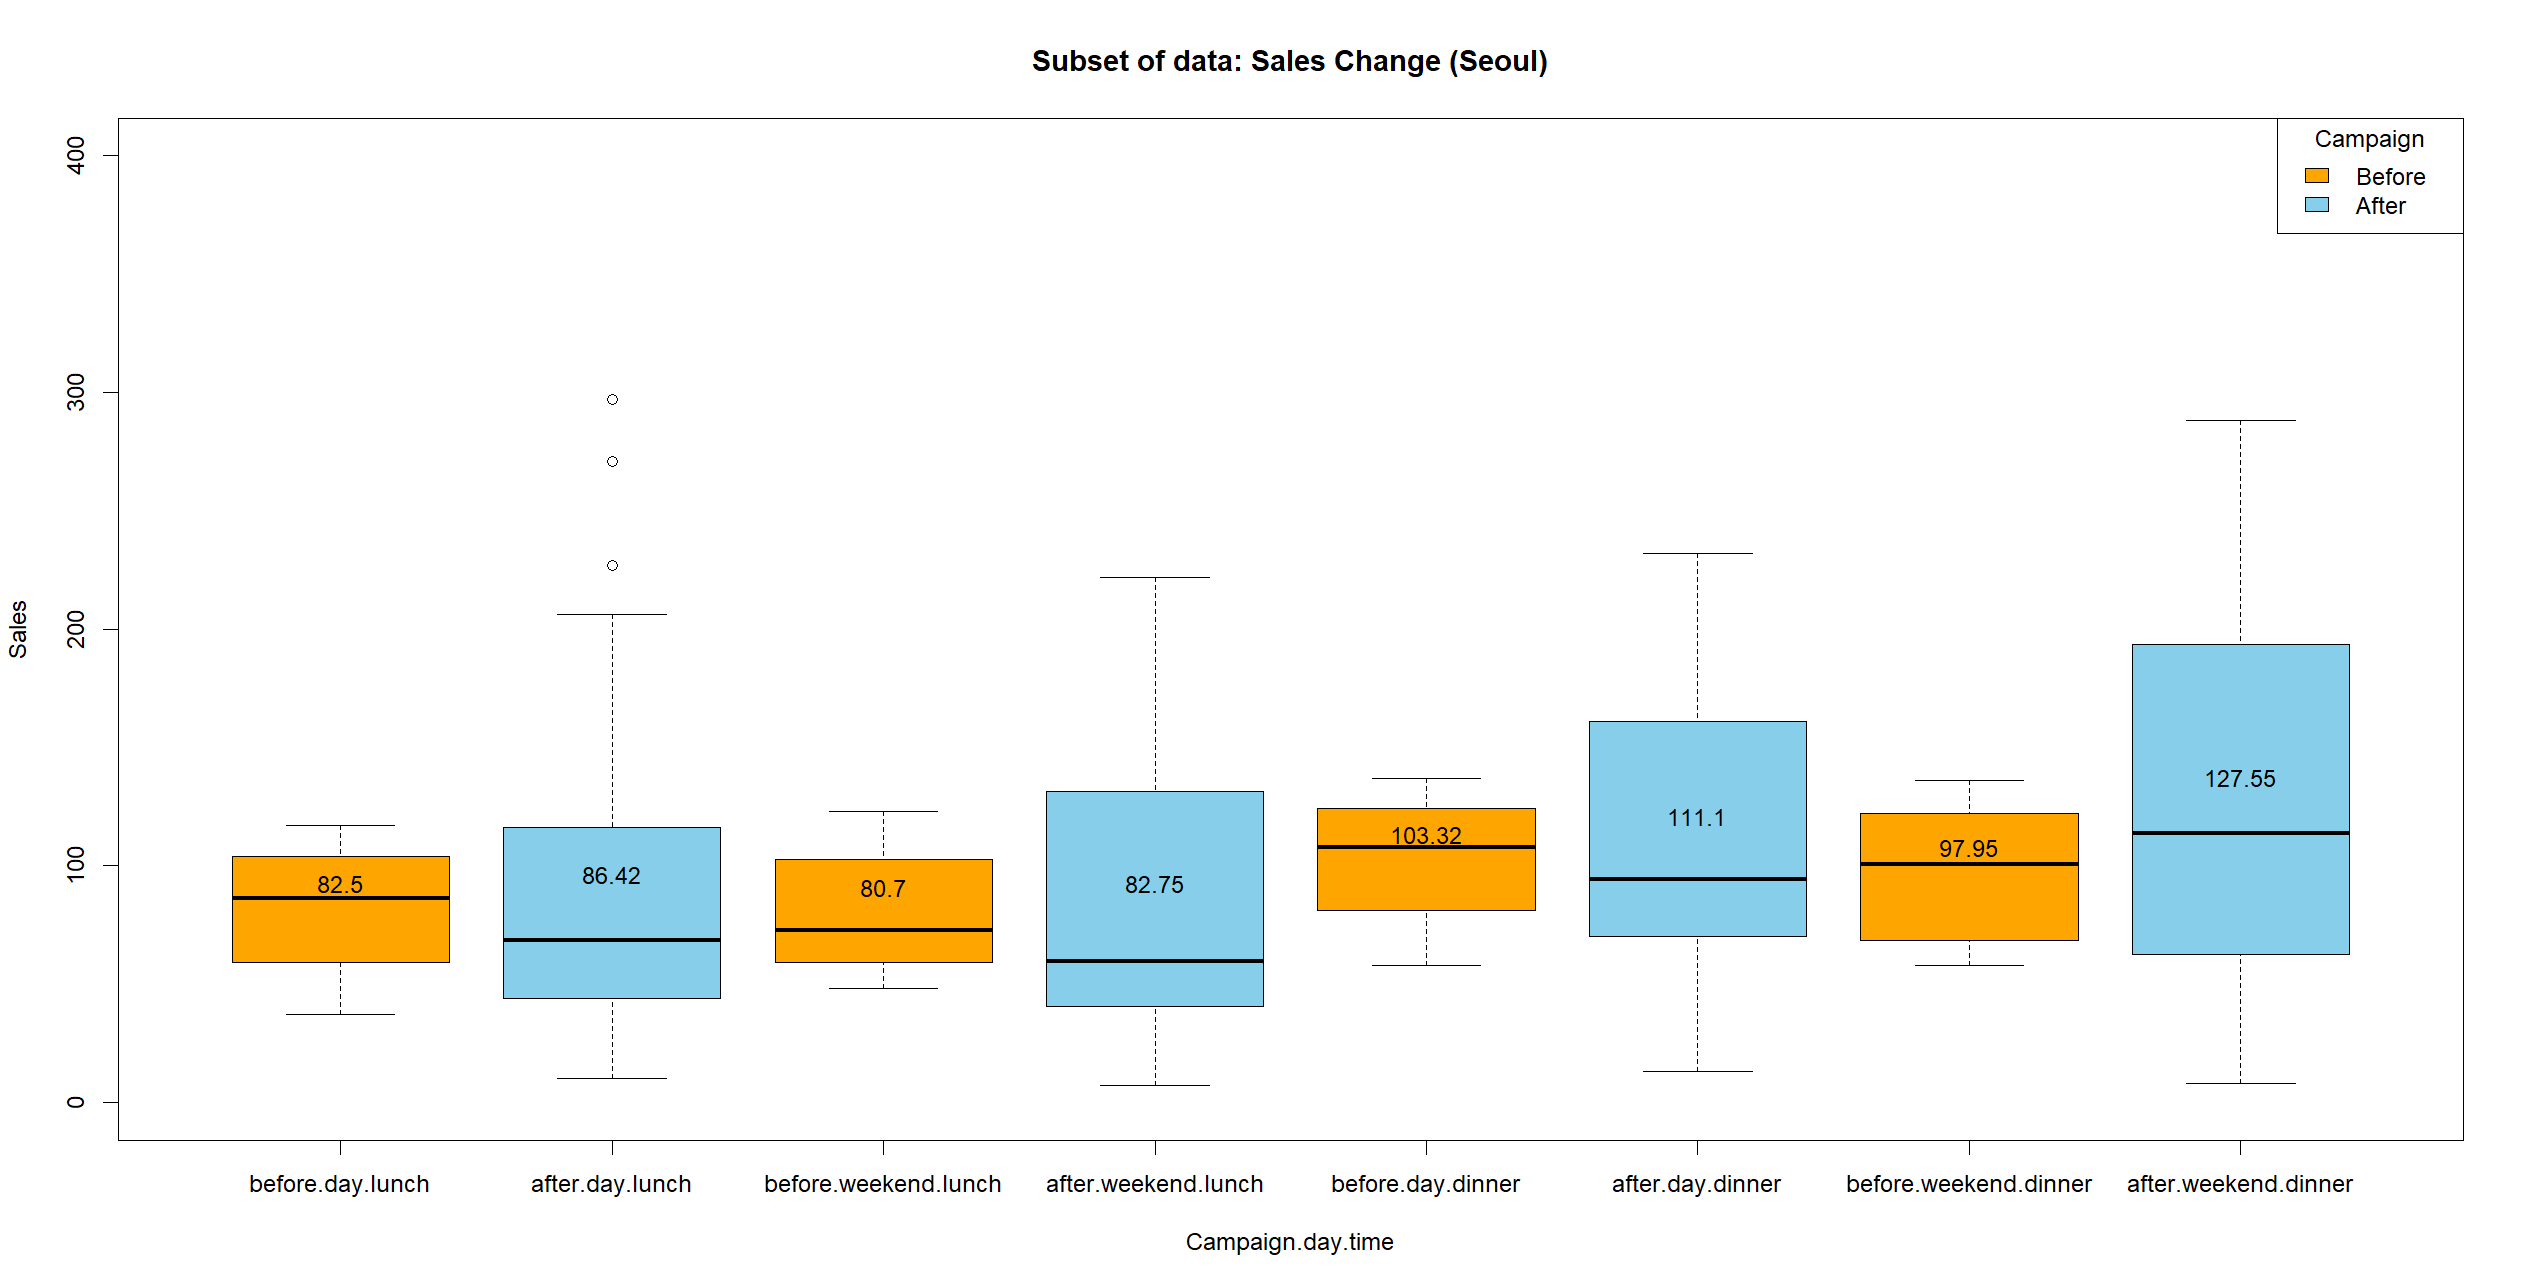 Subset of data: Sales Change (Seoul)
Campaign
Before
After
Sales
400
300
200
100
0
82.5
86.42
80.7
82.75
103.32
111.1
97.95
127.55
before.day.lunch
after.day.lunch
before.weekend.lunch
after.weekend.lunch
before.day.dinner
after.day.dinner
before.weekend.dinner
after.weekend.dinner
Campaign.day.time